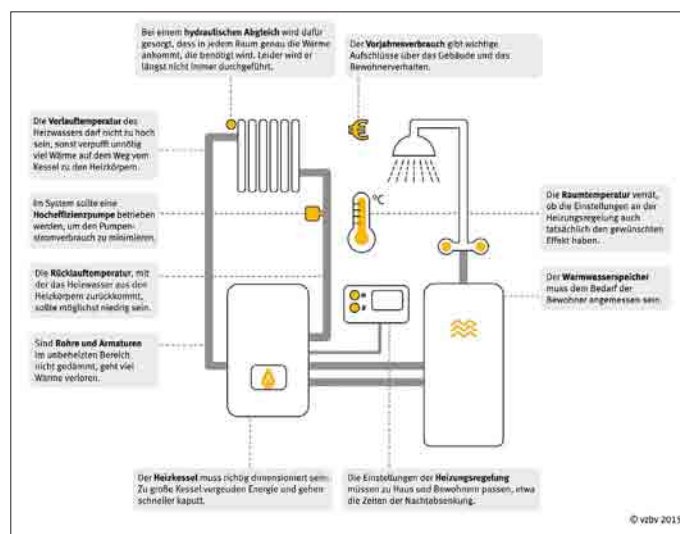 Bei einem hydraulischen Abgleich wird dafür
gesorgt, dass in jedem Raum genau die Wärme
ankommt, die benötigt wird. Leider wird er
längst nicht immer durchgeführt.
Der Vorjahresverbrauch gibt wichtige
Aufschlüsse über das Gebäude und das
Bewohnerverhalten.
Die Vorlauftemperatur des
Heizwassers darf nicht zu hoch
sein, sonst verpufft unnötig
viel Wärme auf dem Weg vom
Kessel zu den Heizkörpern.
°C
Im System sollte eine
Hocheffizienzpumpe betrieben
werden, um den Pumpen-
stromverbrauch zu minimieren.
Die Raumtemperatur verrät,
ob die Einstellungen an der
Heizungsregelung auch
tatsächlich den gewünschten
Effekt haben.
Die Rücklauftemperatur, mit
der das Heizwasser aus den
Heizkörpern zurückkommt,
sollte möglichst niedrig sein.
Der Warmwasserspeicher
muss dem Bedarf der
Bewohner angemessen sein.
Sind Rohre und Armaturen
im unbeheizten Bereich
nicht gedämmt, geht viel
Wärme verloren.
Der Heizkessel muss richtig dimensioniert sein.
Zu große Kessel vergeuden Energie und gehen
schneller kaputt.
Die Einstellungen der Heizungsregelung
müssen zu Haus und Bewohnern passen, etwa
die Zeiten der Nachtabsenkung.
© vzbv 2015